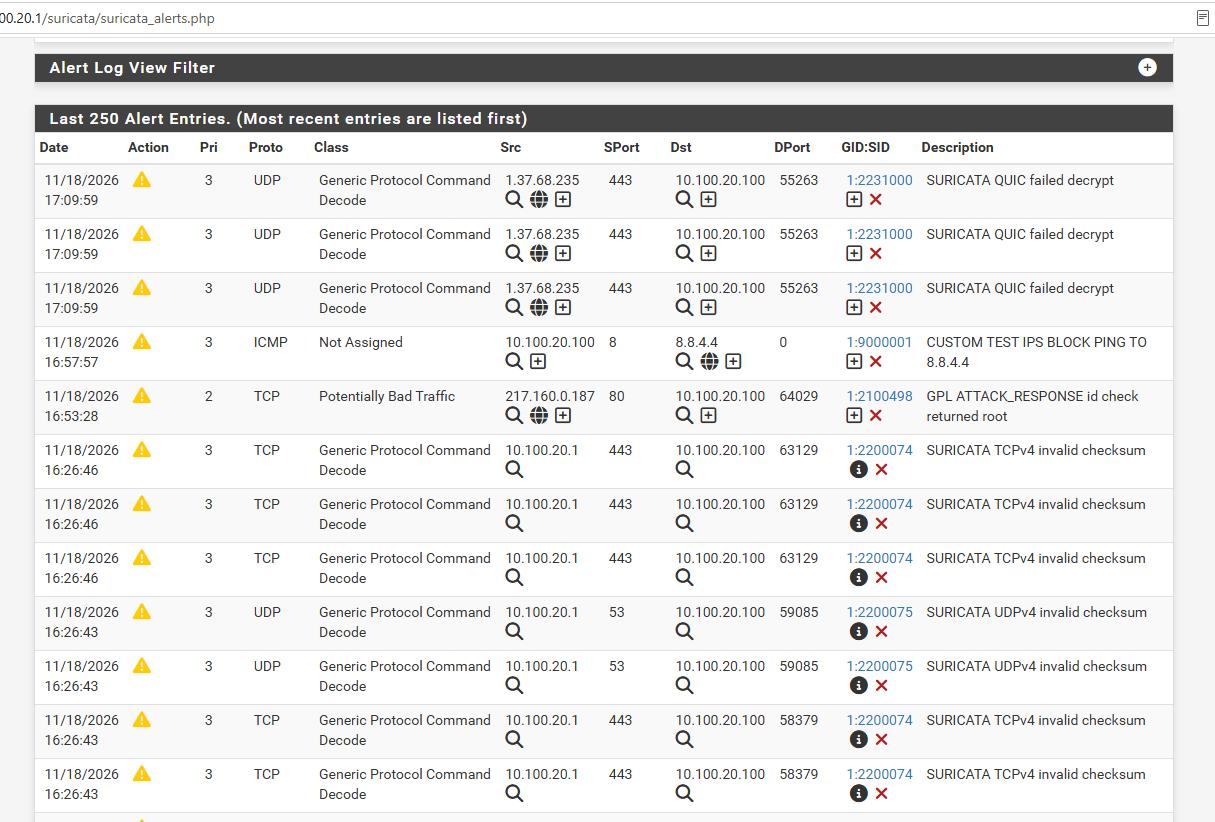 00.20.1/suricata/suricata_alerts.php
Alert Log View Filter
Last 250 Alert Entries. (Most recent entries are listed first)
Date Action Pri Proto Class Src SPort Dst DPort GID:SID Description
11/18/2026 3 UDP Generic Protocol Command 1.37.68.235 443 10.100.20.100 55263 1:2231000 SURICATA QUIC failed decrypt
17:09:59 Decode
11/18/2026 3 UDP Generic Protocol Command 1.37.68.235 443 10.100.20.100 55263 1:2231000 SURICATA QUIC failed decrypt
17:09:59 Decode
11/18/2026 3 UDP Generic Protocol Command 1.37.68.235 443 10.100.20.100 55263 1:2231000 SURICATA QUIC failed decrypt
17:09:59 Decode
11/18/2026 3 ICMP Not Assigned 10.100.20.100 8 8.8.4.4 0 1:9000001 CUSTOM TEST IPS BLOCK PING TO
16:57:57 8.8.4.4
11/18/2026 2 TCP Potentially Bad Traffic 217.160.0.187 80 10.100.20.100 64029 1:2100498 GPL ATTACK_RESPONSE id check
16:53:28 returned root
11/18/2026 3 TCP Generic Protocol Command 10.100.20.1 443 10.100.20.100 63129 1:2200074 SURICATA TCPv4 invalid checksum
16:26:46 Decode
11/18/2026 3 TCP Generic Protocol Command 10.100.20.1 443 10.100.20.100 63129 1:2200074 SURICATA TCPv4 invalid checksum
16:26:46 Decode
11/18/2026 3 TCP Generic Protocol Command 10.100.20.1 443 10.100.20.100 63129 1:2200074 SURICATA TCPv4 invalid checksum
16:26:46 Decode
11/18/2026 3 UDP Generic Protocol Command 10.100.20.1 53 10.100.20.100 59085 1:2200075 SURICATA UDPv4 invalid checksum
16:26:43 Decode
11/18/2026 3 UDP Generic Protocol Command 10.100.20.1 53 10.100.20.100 59085 1:2200075 SURICATA UDPv4 invalid checksum
16:26:43 Decode
11/18/2026 3 TCP Generic Protocol Command 10.100.20.1 443 10.100.20.100 58379 1:2200074 SURICATA TCPv4 invalid checksum
16:26:43 Decode
11/18/2026 3 TCP Generic Protocol Command 10.100.20.1 443 10.100.20.100 58379 1:2200074 SURICATA TCPv4 invalid checksum
16:26:43 Decode